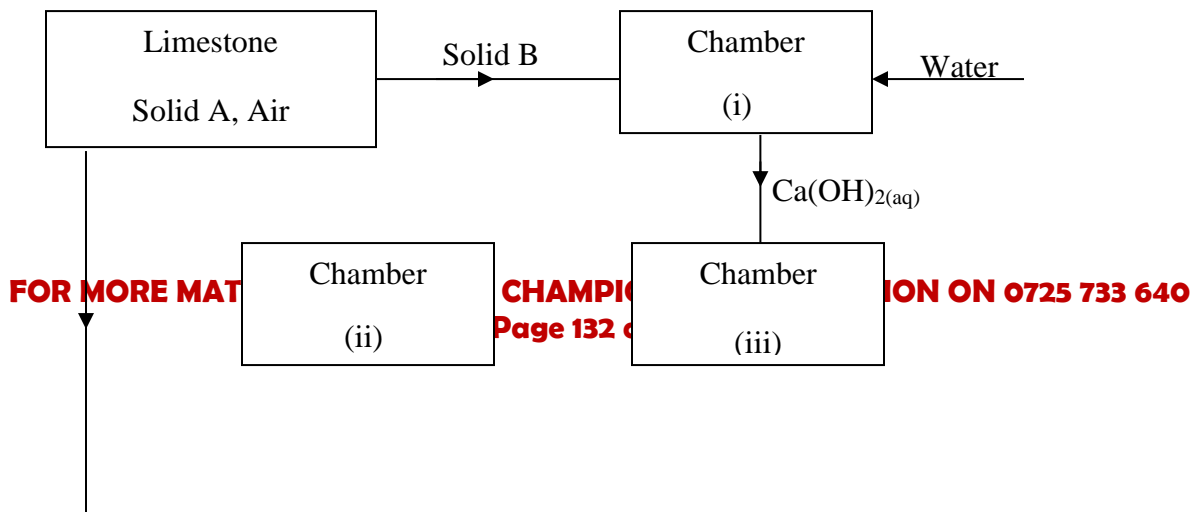 Limestone
Solid A, Air
Solid B
Chamber
(i)
Water
Ca(OH)2(aq)
Chamber
(ii)
Chamber
(iii)
FOR MORE MAT CHAMPI ION ON 0725 733 640
Page 132